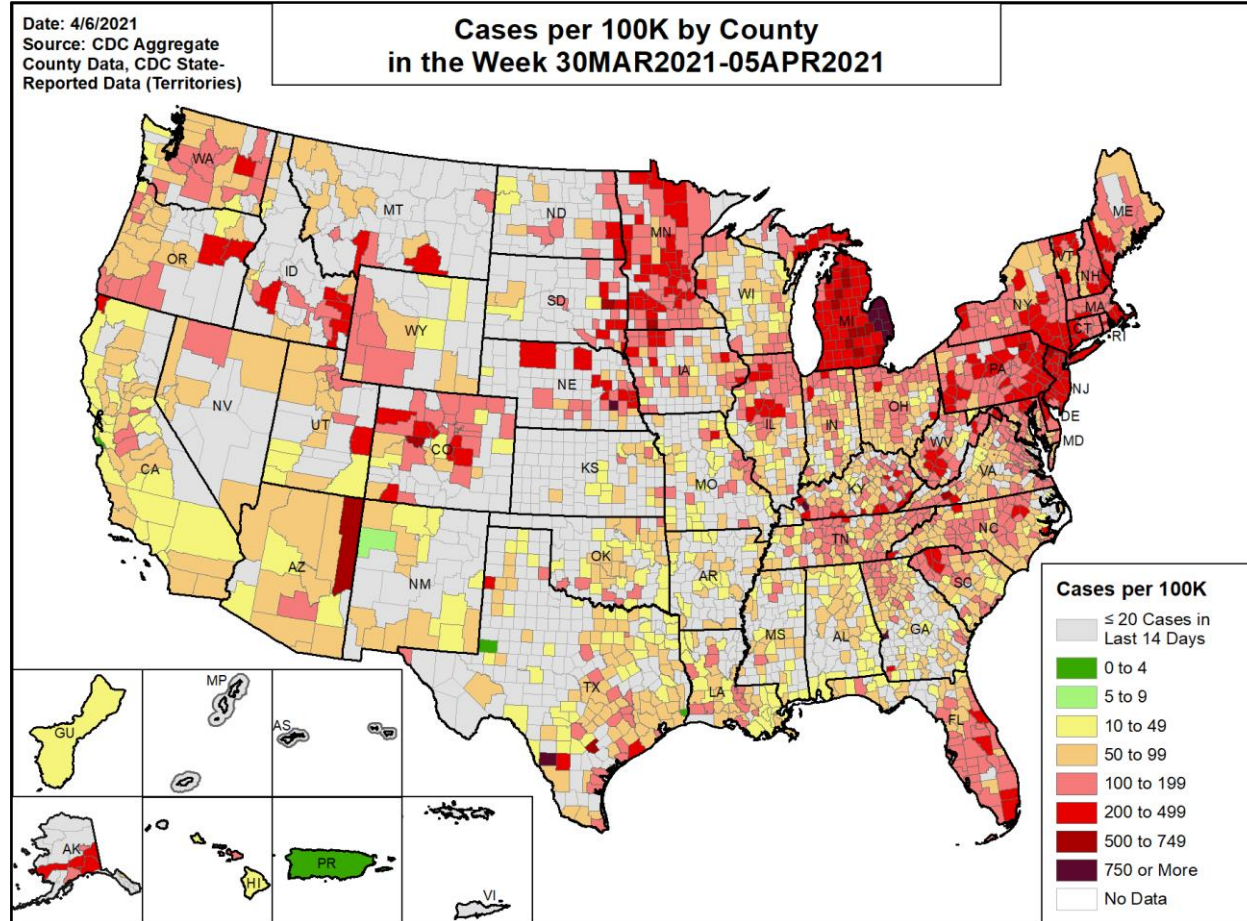 Date: 4/6/2021
Source: CDC Aggregate
County Data, CDC State-
Reported Data (Territories)
Cases per 100K by County
in the Week 30MAR2021-05APR2021
WA
MT
ND
MN
ME
OR
ID
SD
WI
VT
NH
NY
MA
CT
RI
WY
MI
IA
PA
NV
NE
NJ
UT
IL
IN
OH
DE
CO
WV
MD
CA
KS
MO
VA
KY
NC
TN
AZ
NM
OK
AR
SC
MS
AL
GA
TX
LA
FL
GU
MP
AS
AK
HI
PR
VI
Cases per 100K
≤ 20 Cases in
Last 14 Days
0 to 4
5 to 9
10 to 49
50 to 99
100 to 199
200 to 499
500 to 749
750 or More
No Data